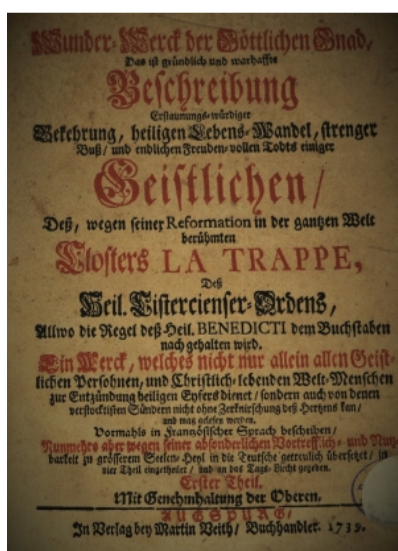 Wunder-Werck der Göttlichen Gnad,
Das ist gründlich und warhaffte
Beschreibung
Erstaunungs-würdiger
Bekehrung, heiligen Lebens-Wandel, strenger
Buß / und endlichen Freuden-vollen Todts einiger
Geistlichen /
Deß, wegen seiner Reformation in der gantzen Welt
berühmten
Closters LA TRAPPE,
Deß
Heil. Cistercienser-Ordens,
Allwo die Regel deß Heil. BENEDICTI dem Buchstaben
nach gehalten wird.
Ein Werck, welches nicht nur allein allen Geist-
lichen Persohnen, und Christlich-lebenden Welt-Menschen
zur Entzündung heiligen Eyfers dienet / sondern auch von denen
verstocktisten Sündern nicht ohne Zerknirschung deß Hertzens kan /
und mag gelesen werden.
Vormahls in Frantzösischer Sprach beschrieben /
Nunmehro aber wegen seiner absonderlichen Vortrefflich- und Nutz-
barkeit zu grösserem Seelen-Heyl in die Teutsche getreulich übersetzet / in
vier Theil eingetheilet / und an das Tags-Liecht gegeben.
Erster Theil.
Mit Genehmhaltung der Oberen.
AUGSPURG /
In Verlag bey Martin Veith / Buchhandler. 1739.